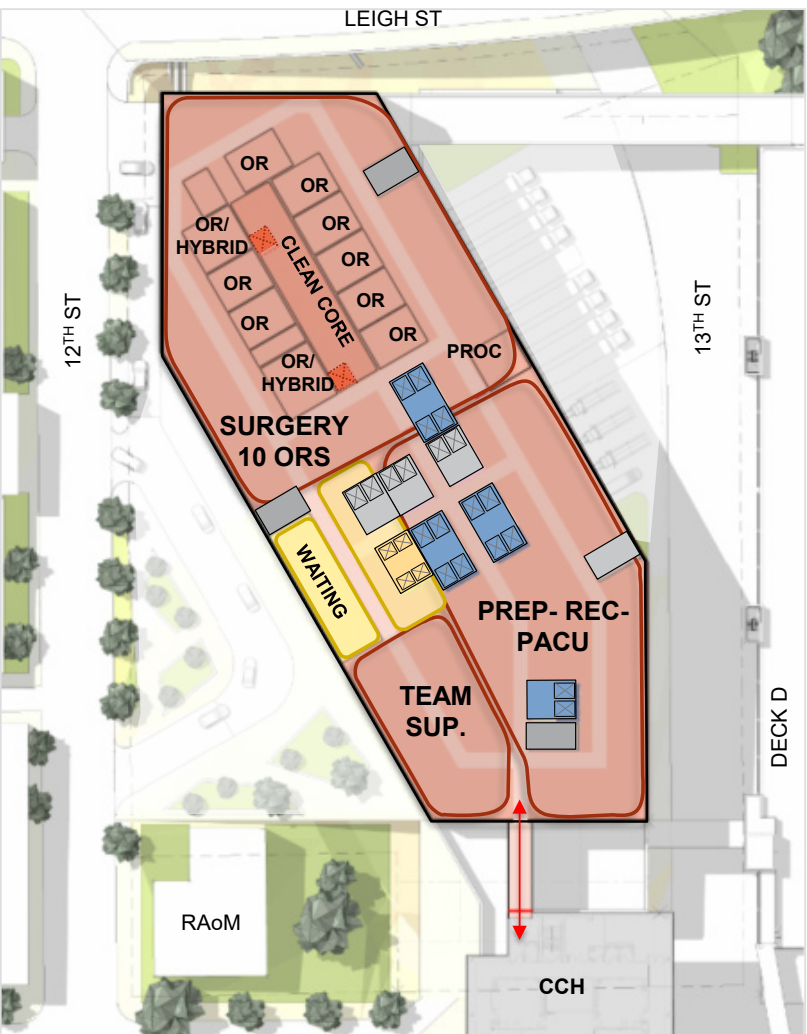 LEIGH ST
OR
OR
OR/
HYBRID
OR
CLEAN CORE
OR
OR
OR
OR
OR
OR/
HYBRID
PROC
SURGERY
10 ORS
12TH ST
13TH ST
WAITING
PREP- REC-
PACU
TEAM
SUP.
DECK D
RAoM
CCH